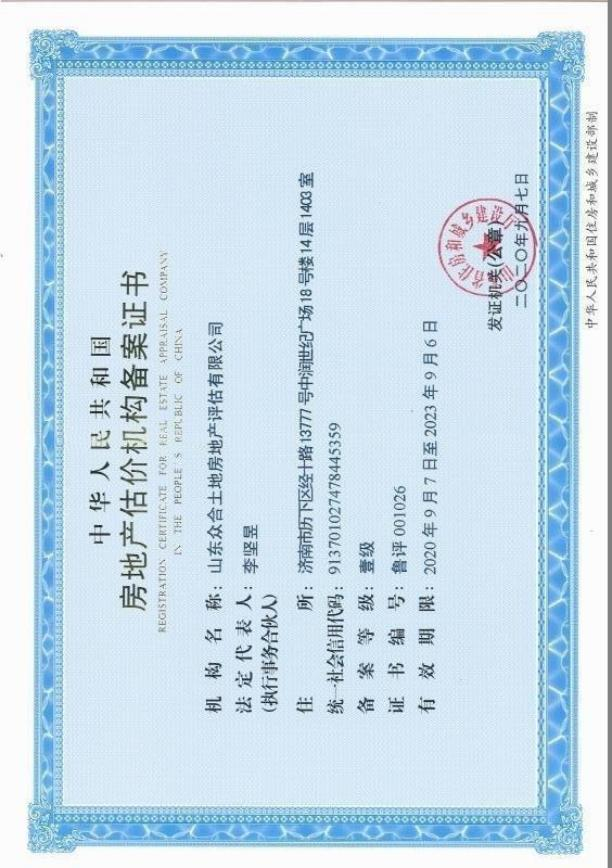 中华人民共和国
房地产估价机构备案证书
REGISTRATION CERTIFICATE FOR REAL ESTATE APPRAISAL COMPANY
IN THE PEOPLE'S REPUBLIC OF CHINA
机构名称：山东众合土地房地产评估有限公司
法定代表人：李坚昱
(执行事务合伙人)
住所：济南市历下区经十路13777号中润世纪广场18号楼14层1403室
统一社会信用代码：913701027478445359
备案等级：壹级
证书编号：鲁评 001026
有效期限：2020年9月7日至2023年9月6日
发证机关(公章)
二〇二〇年九月七日
省住房和城乡建设厅
中华人民共和国住房和城乡建设部制